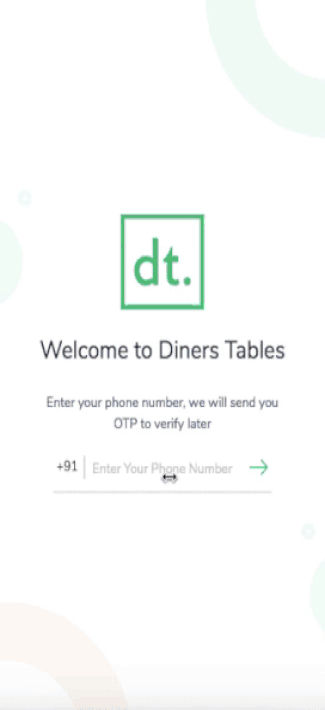 dt.
Welcome to Diners Tables
Enter your phone number, we will send you
OTP to verify later
+91 Enter Your Phone Number